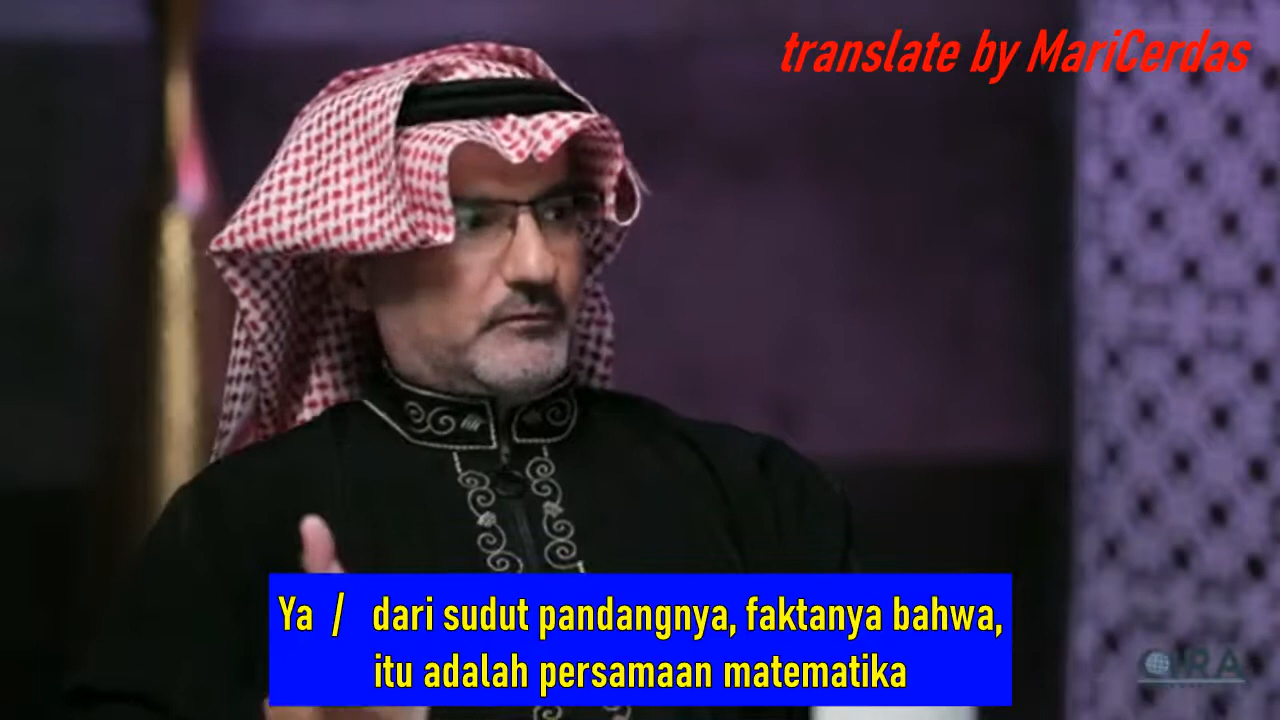 translate by MariCerdas
Ya / dari sudut pandangnya, faktanya bahwa,
itu adalah persamaan matematika